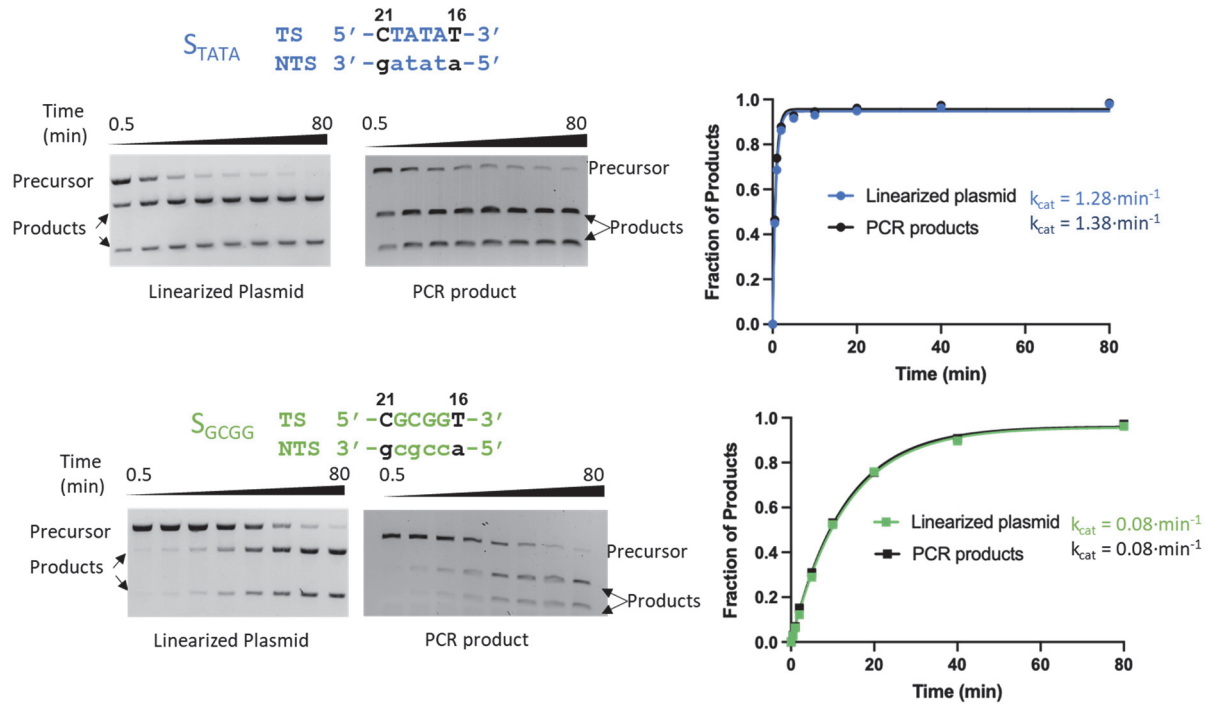 21 16
S_TATA TS 5'-CTATAT-3'
NTS 3'-gatata-5'
Time (min) 0.5 80
0.5 80
Precursor
Products
Linearized Plasmid
Precursor
Products
PCR product
Fraction of Products
1.0
0.8
0.6
0.4
0.2
0.0
0 20 40 60 80
Time (min)
Linearized plasmid k_cat = 1.28·min⁻¹
PCR products k_cat = 1.38·min⁻¹
21 16
S_GCGG TS 5'-CGCGGT-3'
NTS 3'-gcgcca-5'
Time (min) 0.5 80
0.5 80
Precursor
Products
Linearized Plasmid
Precursor
Products
PCR product
Fraction of Products
1.0
0.8
0.6
0.4
0.2
0.0
0 20 40 60 80
Time (min)
Linearized plasmid k_cat = 0.08·min⁻¹
PCR products k_cat = 0.08·min⁻¹